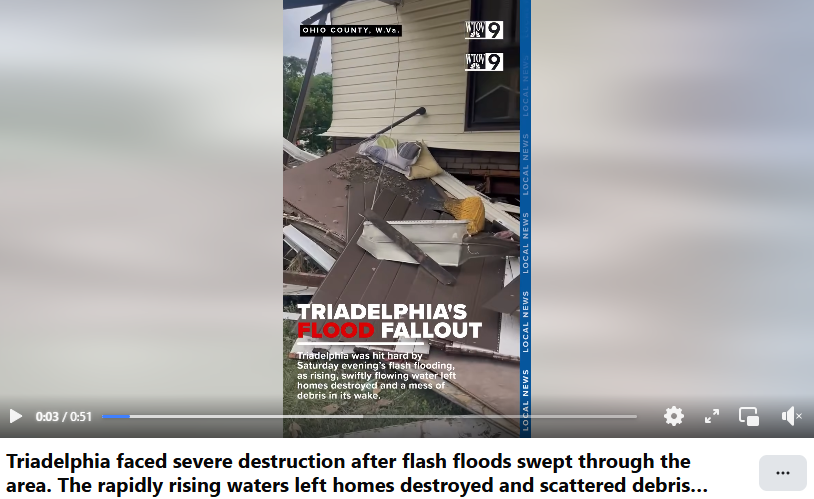 OHIO COUNTY, W.Va.
WTOV 9
WTOV 9
LOCAL NEWS
LOCAL NEWS
LOCAL NEWS
LOCAL NEWS
LOCAL NEWS
TRIADELPHIA'S
FLOOD FALLOUT
Triadelphia was hit hard by
Saturday evening's flash flooding,
as rising, swiftly flowing water left
homes destroyed and a mess of
debris in its wake.
0:03 / 0:51
Triadelphia faced severe destruction after flash floods swept through the
area. The rapidly rising waters left homes destroyed and scattered debris...